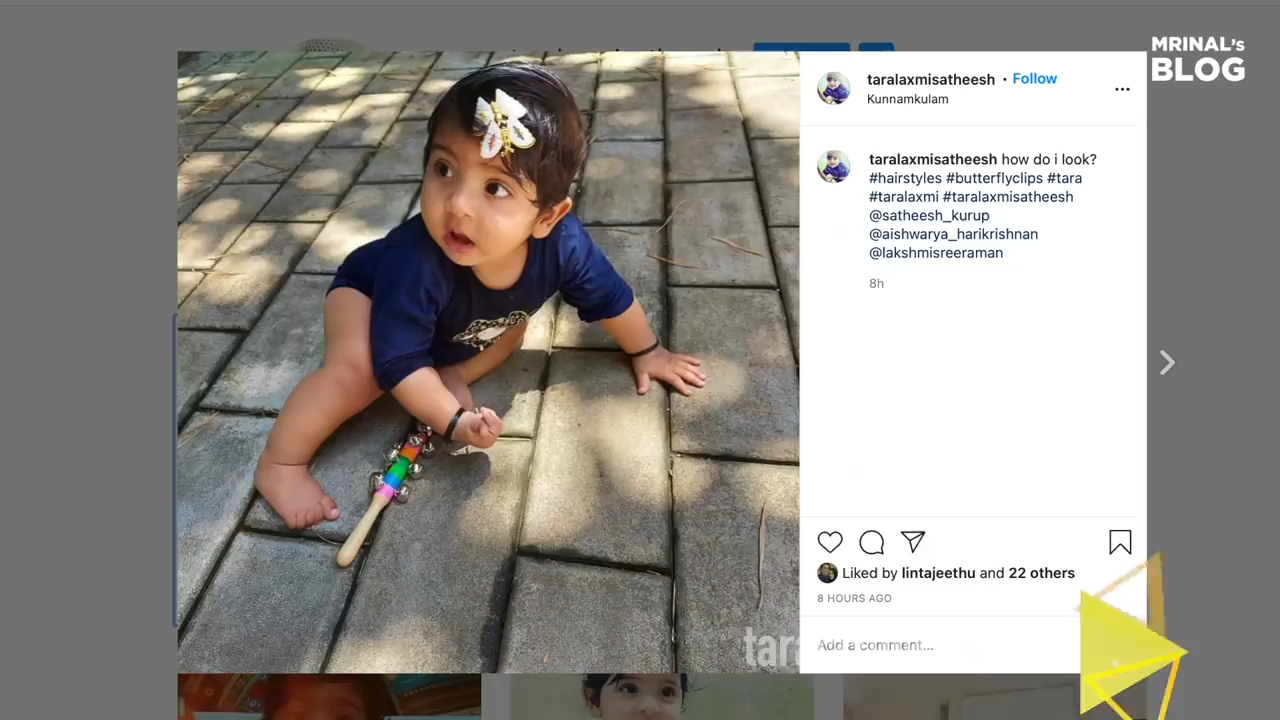 MRINAL's
BLOG
taralaxmisatheesh • Follow
Kunnamkulam
taralaxmisatheesh how do i look?
#hairstyles #butterflyclips #tara
#taralaxmi #taralaxmisatheesh
@satheesh_kurup
@aishwarya_harikrishnan
@lakshmisreeraman
8h
Liked by lintajeethu and 22 others
8 HOURS AGO
Add a comment...